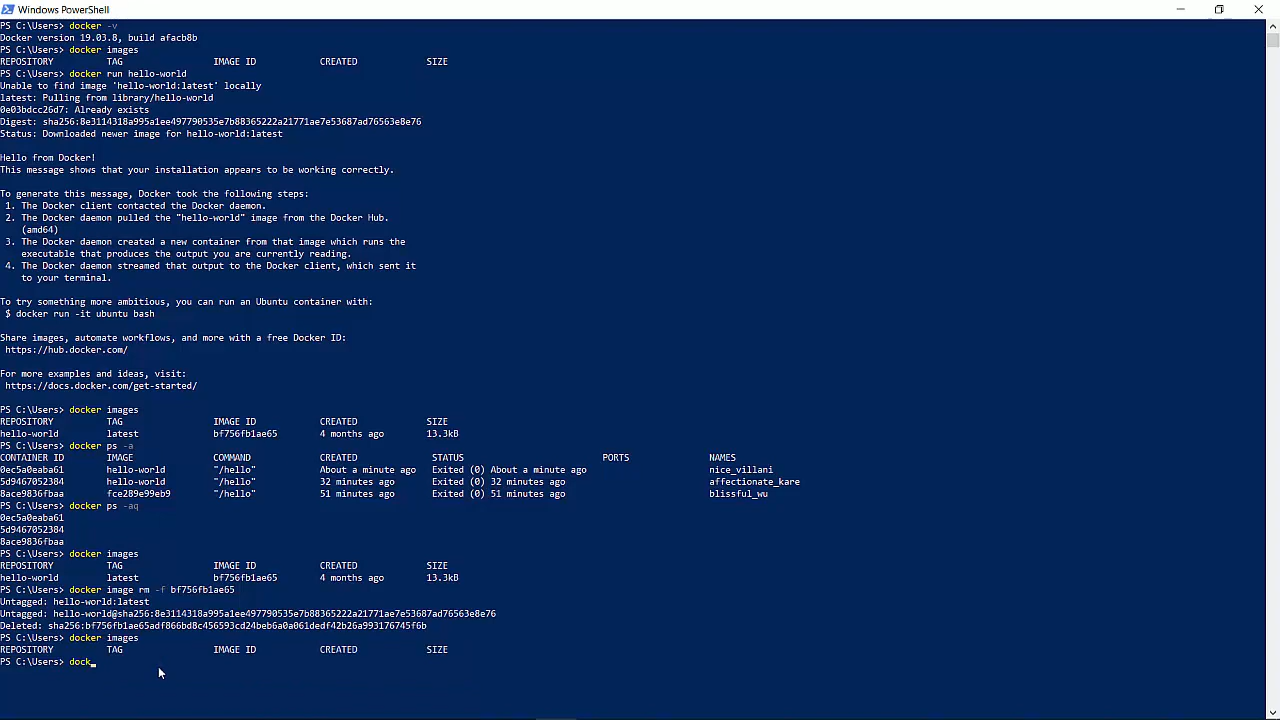 Windows PowerShell
PS C:\Users> docker -v
Docker version 19.03.8, build afacb8b
PS C:\Users> docker images
REPOSITORY TAG IMAGE ID CREATED SIZE
PS C:\Users> docker run hello-world
Unable to find image 'hello-world:latest' locally
latest: Pulling from library/hello-world
0e03bdcc26d7: Already exists
Digest: sha256:8e3114318a995a1ee497790535e7b88365222a21771ae7e53687ad76563e8e76
Status: Downloaded newer image for hello-world:latest
Hello from Docker!
This message shows that your installation appears to be working correctly.
To generate this message, Docker took the following steps:
1. The Docker client contacted the Docker daemon.
2. The Docker daemon pulled the "hello-world" image from the Docker Hub.
(amd64)
3. The Docker daemon created a new container from that image which runs the
executable that produces the output you are currently reading.
4. The Docker daemon streamed that output to the Docker client, which sent it
to your terminal.
To try something more ambitious, you can run an Ubuntu container with:
$ docker run -it ubuntu bash
Share images, automate workflows, and more with a free Docker ID:
https://hub.docker.com/
For more examples and ideas, visit:
https://docs.docker.com/get-started/
PS C:\Users> docker images
REPOSITORY TAG IMAGE ID CREATED SIZE
hello-world latest bf756fb1ae65 4 months ago 13.3kB
PS C:\Users> docker ps -a
CONTAINER ID IMAGE COMMAND CREATED STATUS PORTS NAMES
0ec5a0eaba61 hello-world "/hello" About a minute ago Exited (0) About a minute ago nice_villani
5d9467052384 hello-world "/hello" 32 minutes ago Exited (0) 32 minutes ago affectionate_kare
8ace9836fbaa fce289e99eb9 "/hello" 51 minutes ago Exited (0) 51 minutes ago blissful_wu
PS C:\Users> docker ps -aq
0ec5a0eaba61
5d9467052384
8ace9836fbaa
PS C:\Users> docker images
REPOSITORY TAG IMAGE ID CREATED SIZE
hello-world latest bf756fb1ae65 4 months ago 13.3kB
PS C:\Users> docker image rm -f bf756fb1ae65
Untagged: hello-world:latest
Untagged: hello-world@sha256:8e3114318a995a1ee497790535e7b88365222a21771ae7e53687ad76563e8e76
Deleted: sha256:bf756fb1ae65adf866bd8c456593cd24beb6a0a061dedf42b26a993176745f6b
PS C:\Users> docker images
REPOSITORY TAG IMAGE ID CREATED SIZE
PS C:\Users> dock_